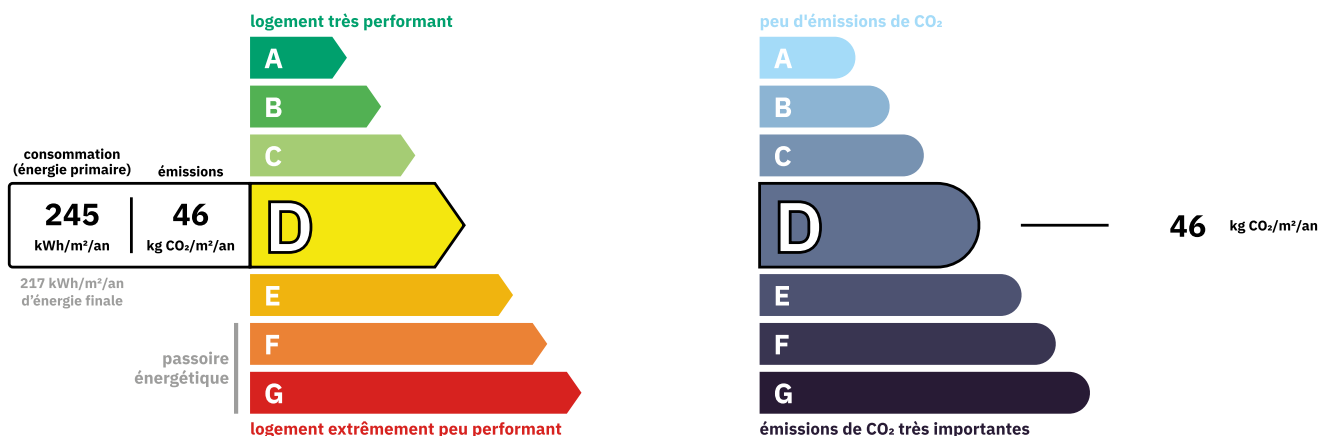 logement très performant
A
B
C
consommation
(énergie primaire)
émissions
245
kWh/m²/an
46
kg CO₂/m²/an
D
217 kWh/m²/an
d'énergie finale
E
passoire
énergétique
F
G
logement extrêmement peu performant
peu d'émissions de CO₂
A
B
C
D
46 kg CO₂/m²/an
E
F
G
émissions de CO₂ très importantes